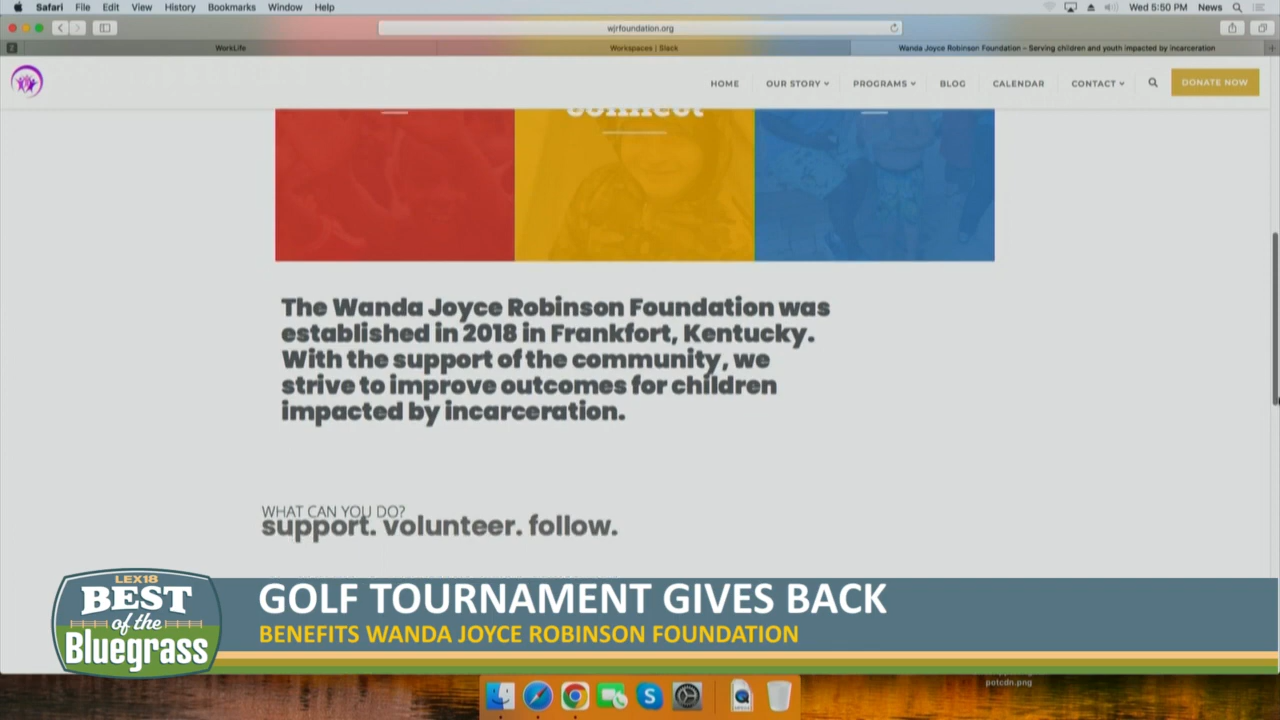 Safari File Edit View History Bookmarks Window Help
Wed 5:50 PM News
wjrfoundation.org
WorkLife
Workspaces | Slack
Wanda Joyce Robinson Foundation – Serving children and youth impacted by incarceration
HOME OUR STORY PROGRAMS BLOG CALENDAR CONTACT DONATE NOW
connect
The Wanda Joyce Robinson Foundation was
established in 2018 in Frankfort, Kentucky.
With the support of the community, we
strive to improve outcomes for children
impacted by incarceration.
WHAT CAN YOU DO?
support. volunteer. follow.
LEX18
BEST
of the
Bluegrass
GOLF TOURNAMENT GIVES BACK
BENEFITS WANDA JOYCE ROBINSON FOUNDATION
potcdn.png
S